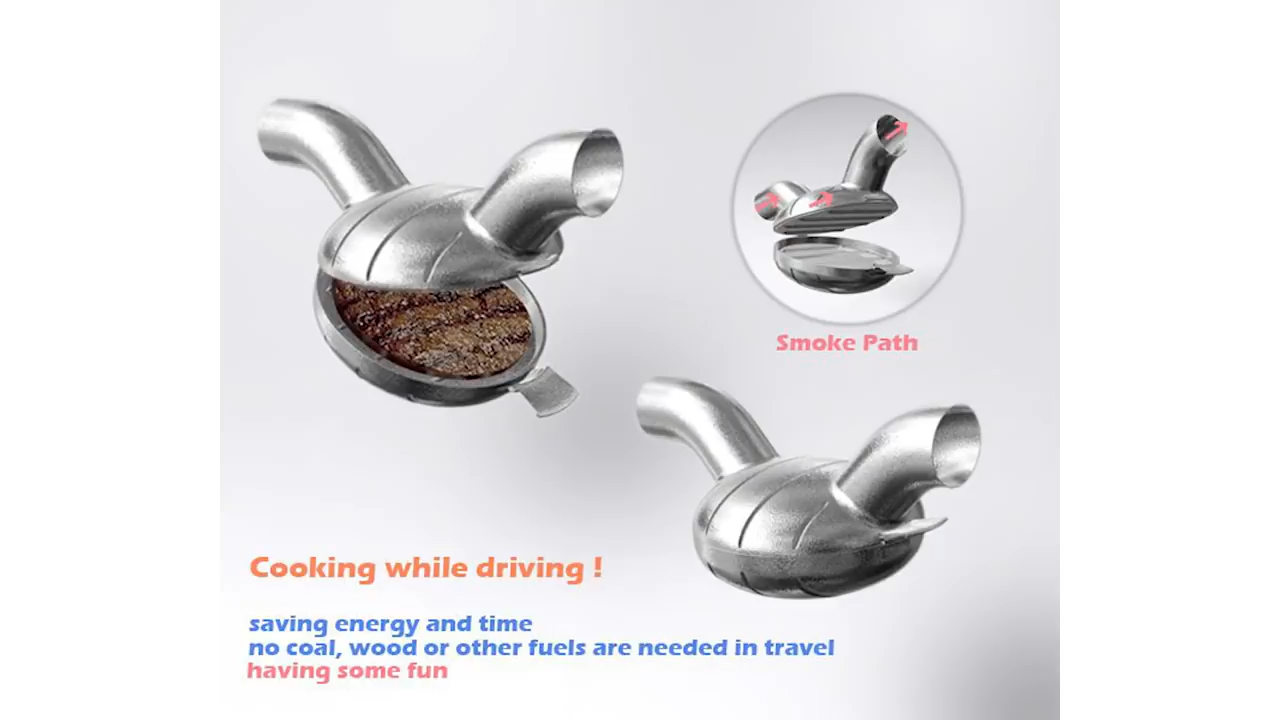 Smoke Path
Cooking while driving !
saving energy and time
no coal, wood or other fuels are needed in travel
having some fun